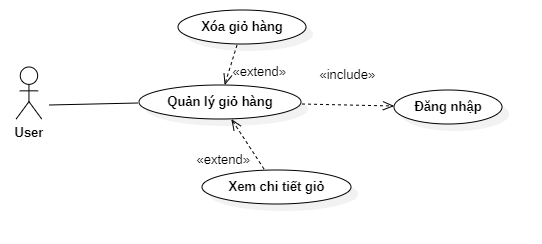 Xóa giỏ hàng
«extend»
«include»
Quản lý giỏ hàng
Đăng nhập
User
«extend»
Xem chi tiết giỏ